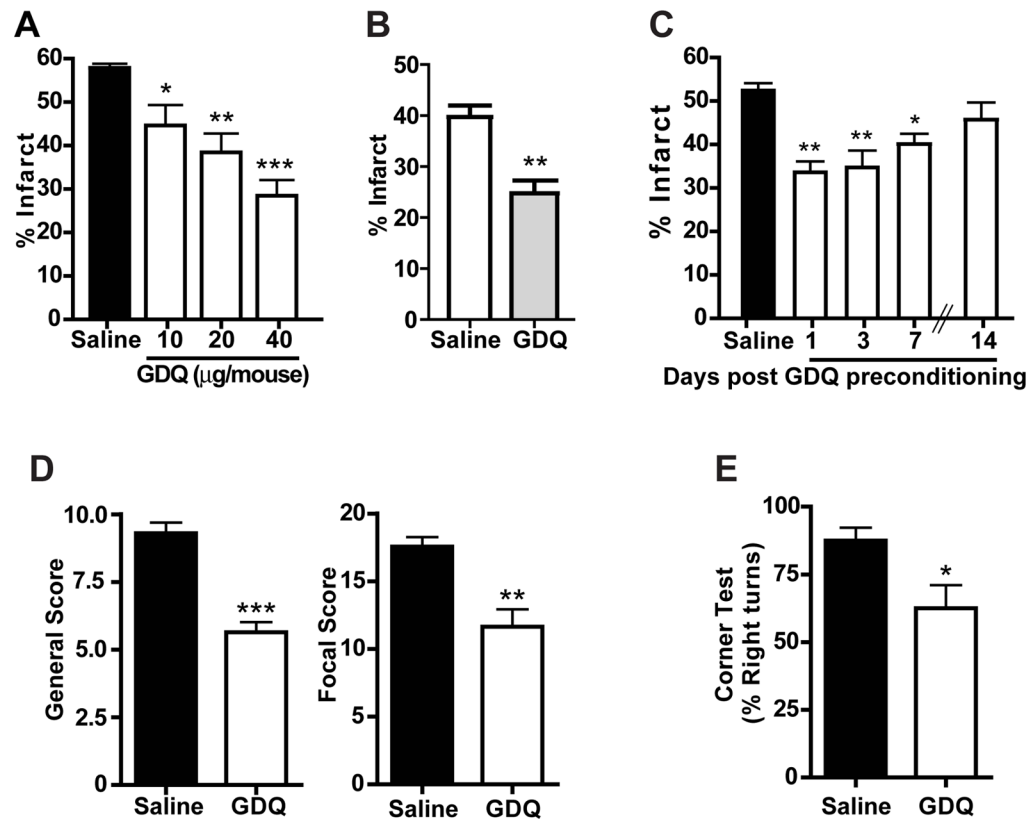 A
% Infarct
60
50
40
30
20
10
0
*
**
***
Saline 10 20 40
GDQ (μg/mouse)
B
% Infarct
50
40
30
20
10
0
**
Saline GDQ
C
% Infarct
60
50
40
30
20
10
0
** ** *
Saline 1 3 7 // 14
Days post GDQ preconditioning
D
General Score
10.0
7.5
5.0
2.5
0
***
Saline GDQ
Focal Score
20
15
10
5
0
**
Saline GDQ
E
Corner Test
(% Right turns)
100
75
50
25
0
*
Saline GDQ